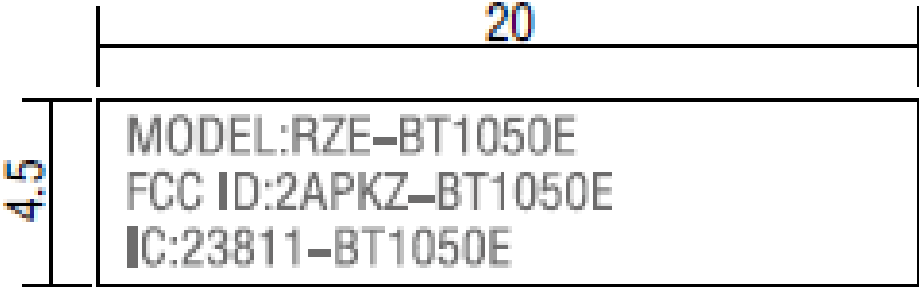 20
4.5
MODEL:RZE-BT1050E
FCC ID:2APKZ-BT1050E
IC:23811-BT1050E